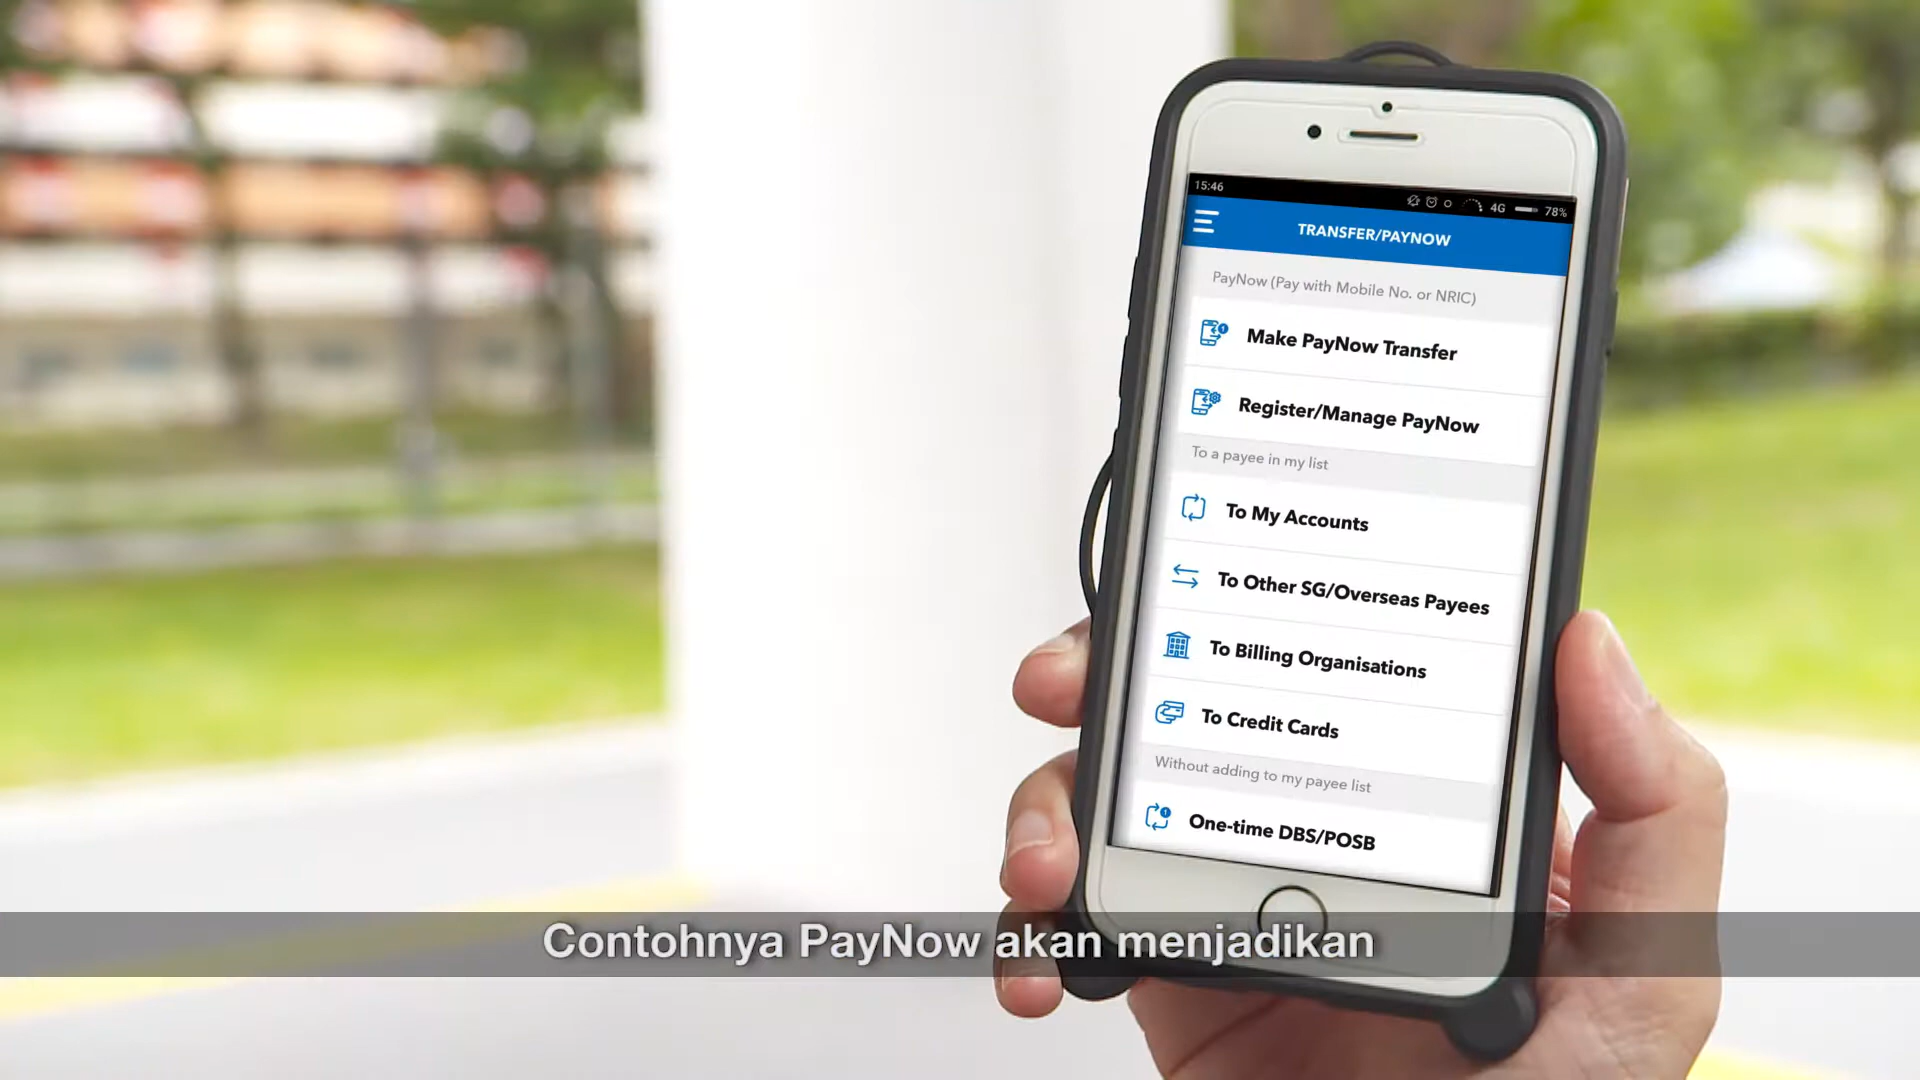 15:46
4G
78%
TRANSFER/PAYNOW
PayNow (Pay with Mobile No. or NRIC)
Make PayNow Transfer
Register/Manage PayNow
To a payee in my list
To My Accounts
To Other SG/Overseas Payees
To Billing Organisations
To Credit Cards
Without adding to my payee list
One-time DBS/POSB
Contohnya PayNow akan menjadikan